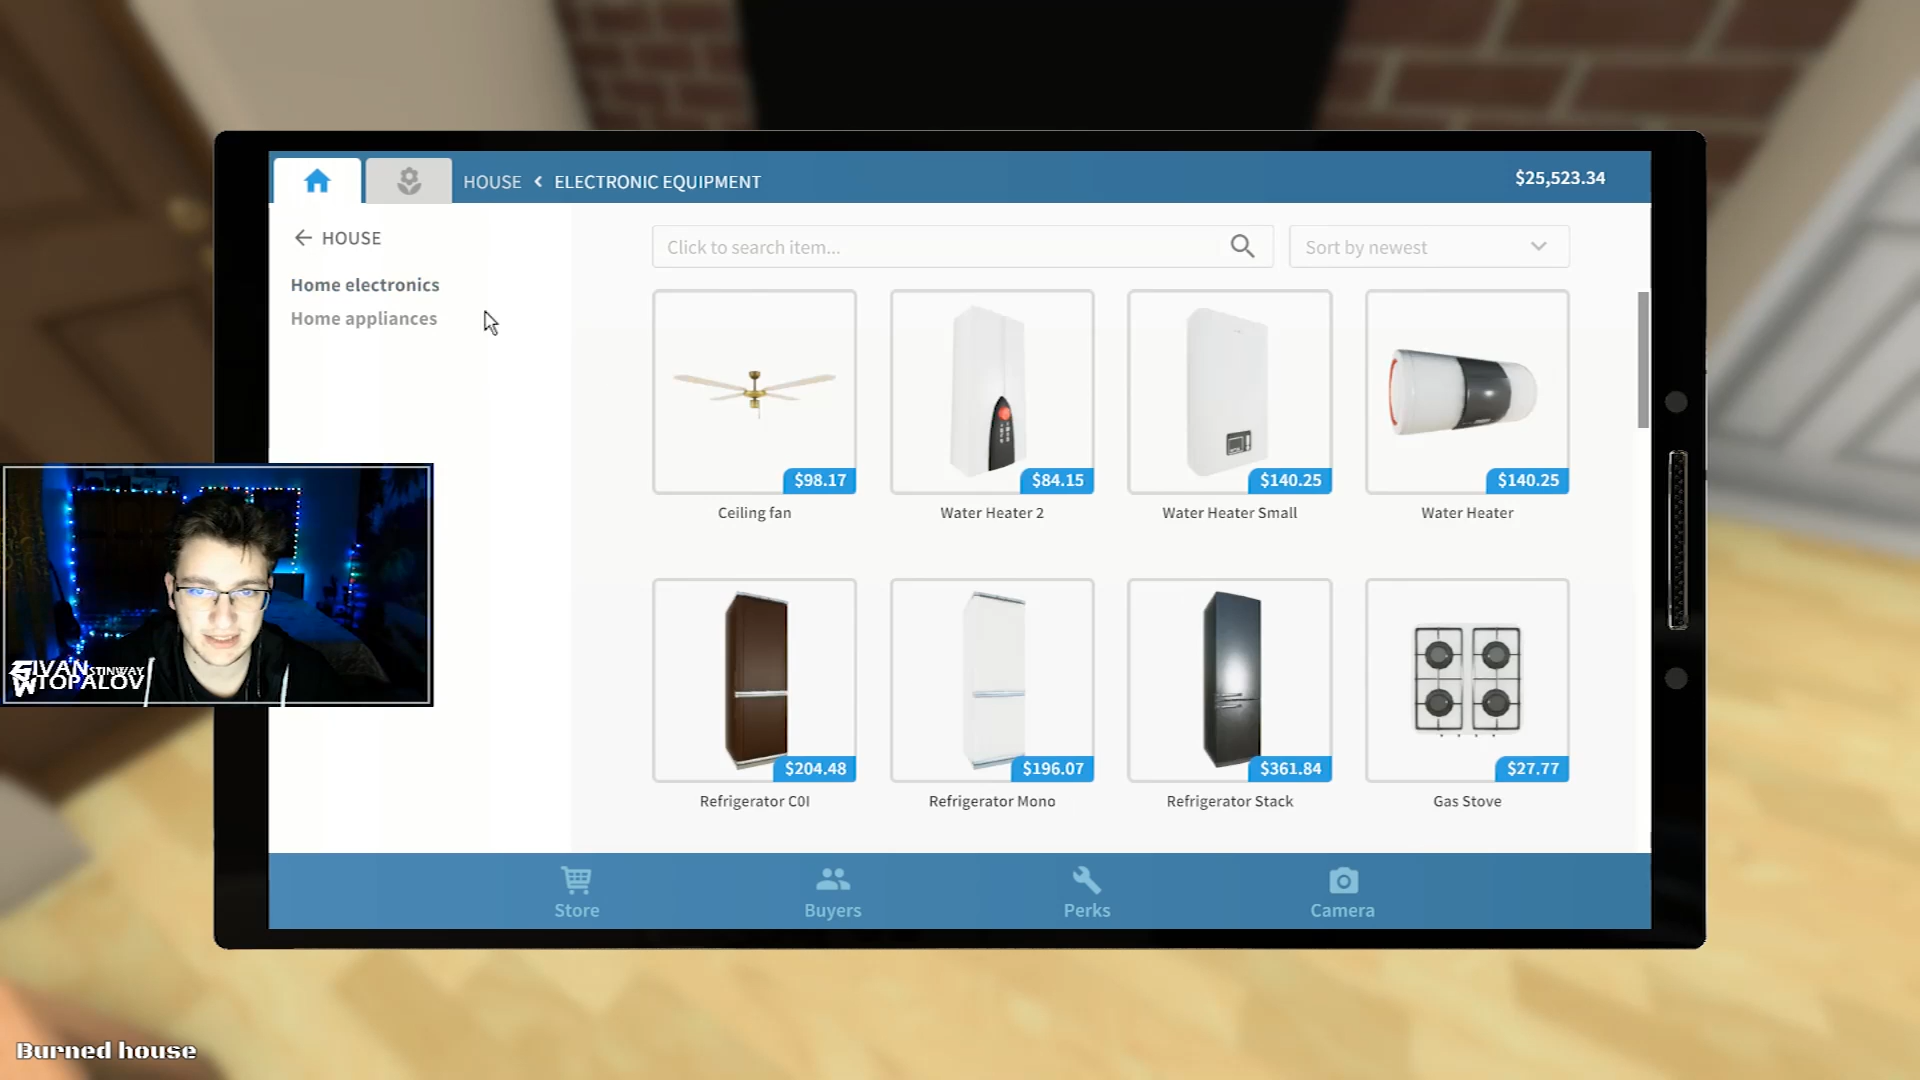 HOUSE < ELECTRONIC EQUIPMENT
$25,523.34
← HOUSE
Home electronics
Home appliances
Click to search item...
Sort by newest
$98.17
$84.15
$140.25
$140.25
Ceiling fan
Water Heater 2
Water Heater Small
Water Heater
$204.48
$196.07
$361.84
$27.77
Refrigerator C0I
Refrigerator Mono
Refrigerator Stack
Gas Stove
IVAN STINWAY
TOPALOV
Store
Buyers
Perks
Camera
Burned house